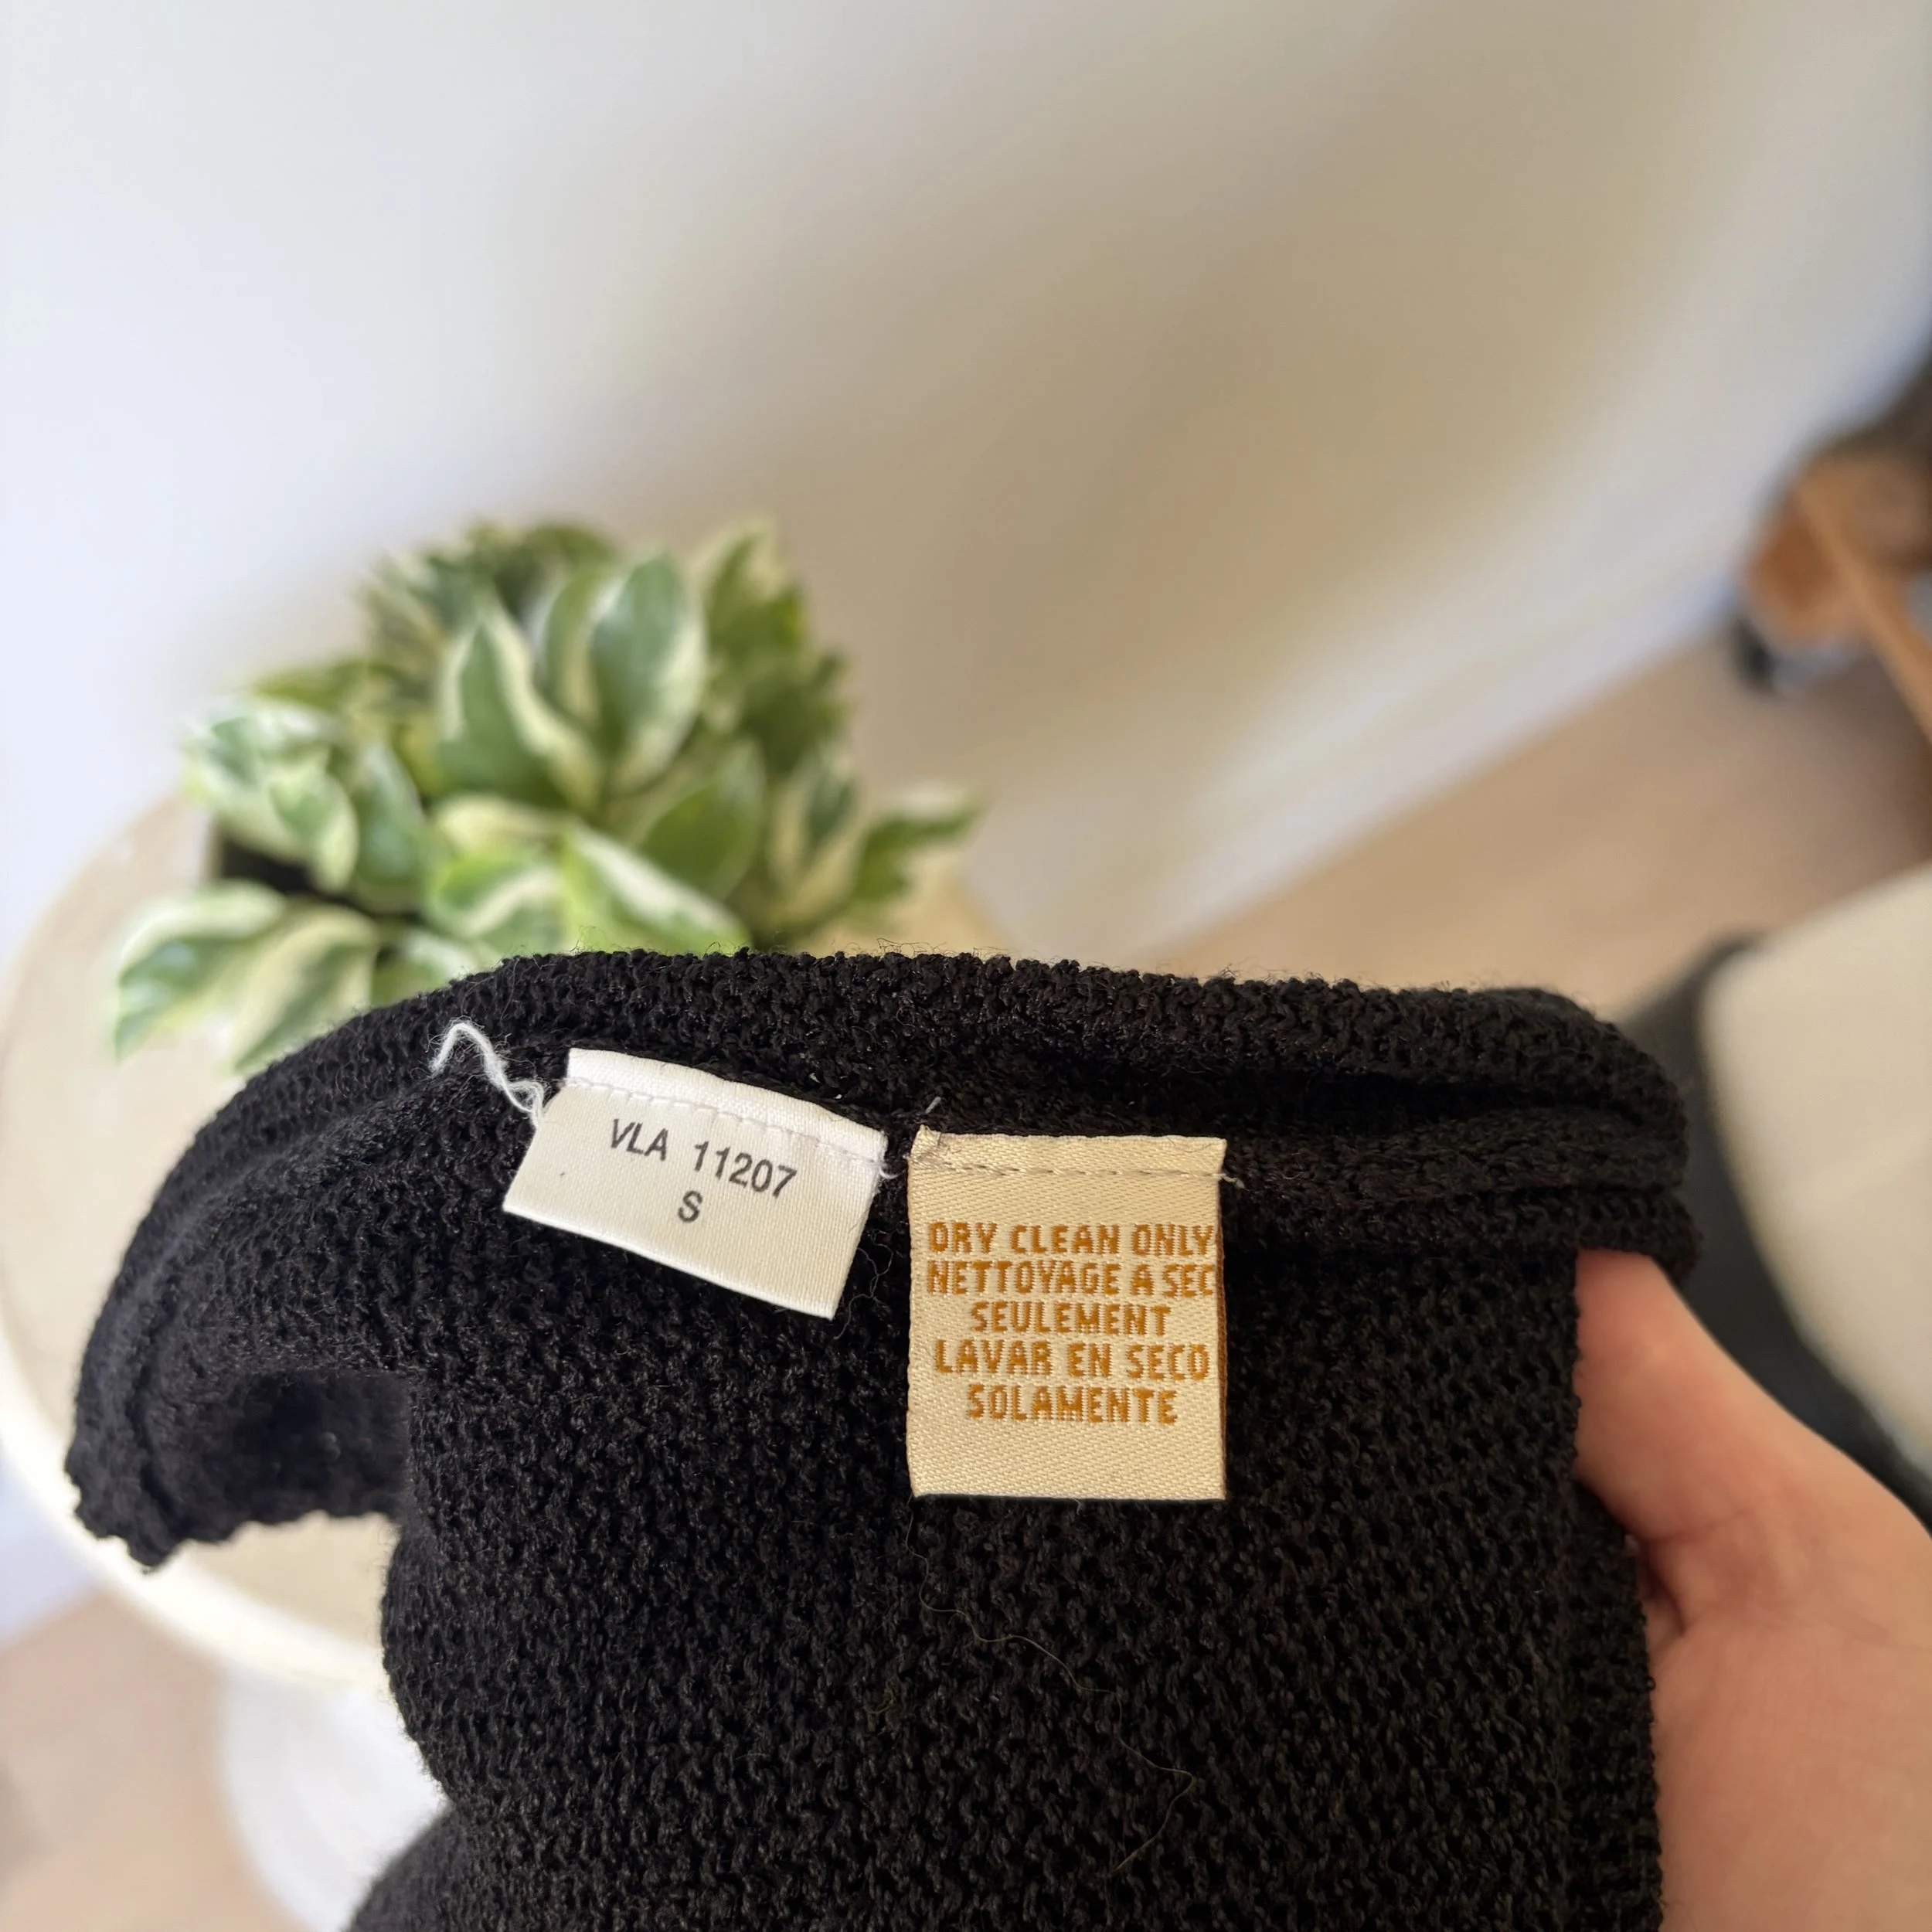 VLA 11207
S
DRY CLEAN ONLY
NETTOYAGE A SEC
SEULEMENT
LAVAR EN SECO
SOLAMENTE